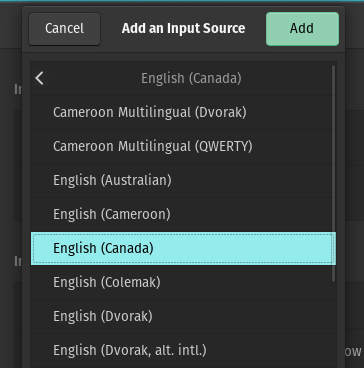 Cancel Add an Input Source Add
English (Canada)
Cameroon Multilingual (Dvorak)
Cameroon Multilingual (QWERTY)
English (Australian)
English (Cameroon)
English (Canada)
English (Colemak)
English (Dvorak)
English (Dvorak, alt. intl.)